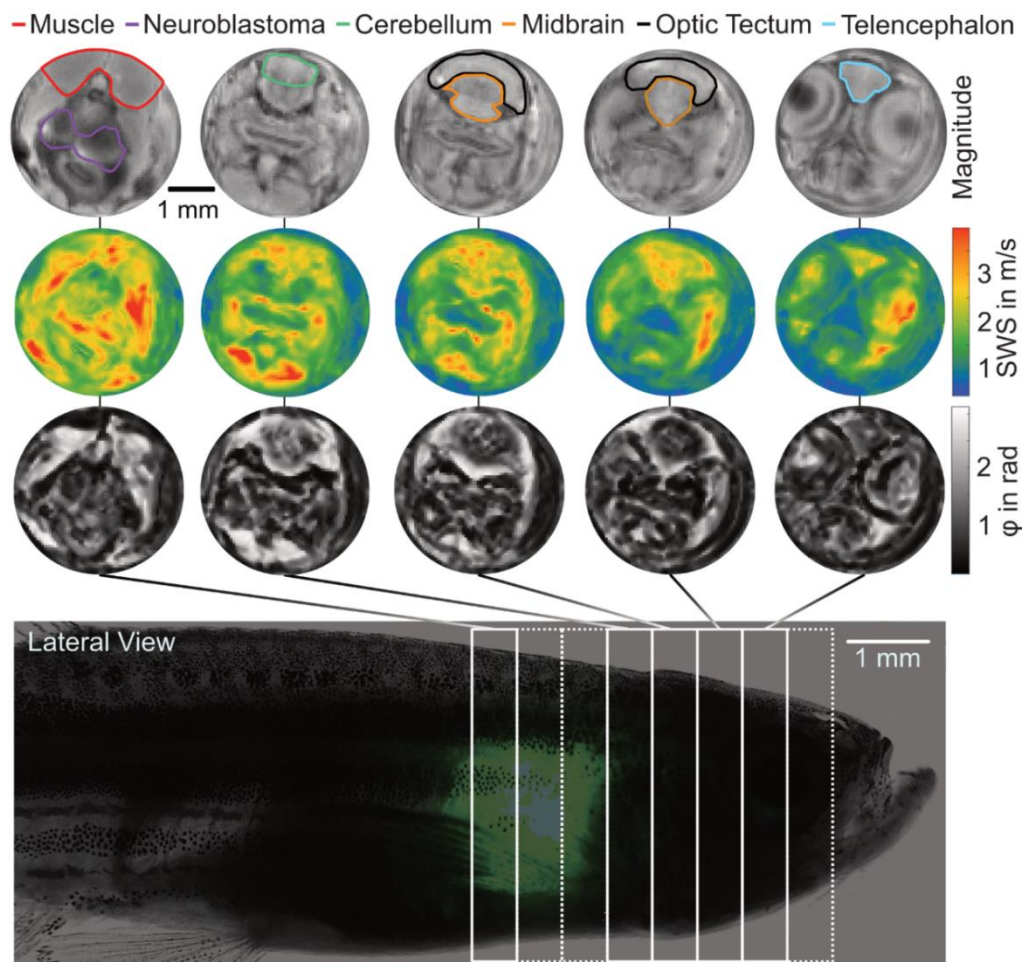 Muscle Neuroblastoma Cerebellum Midbrain Optic Tectum Telencephalon
Magnitude
1 mm
SWS in m/s
3
2
1
φ in rad
2
1
Lateral View
1 mm